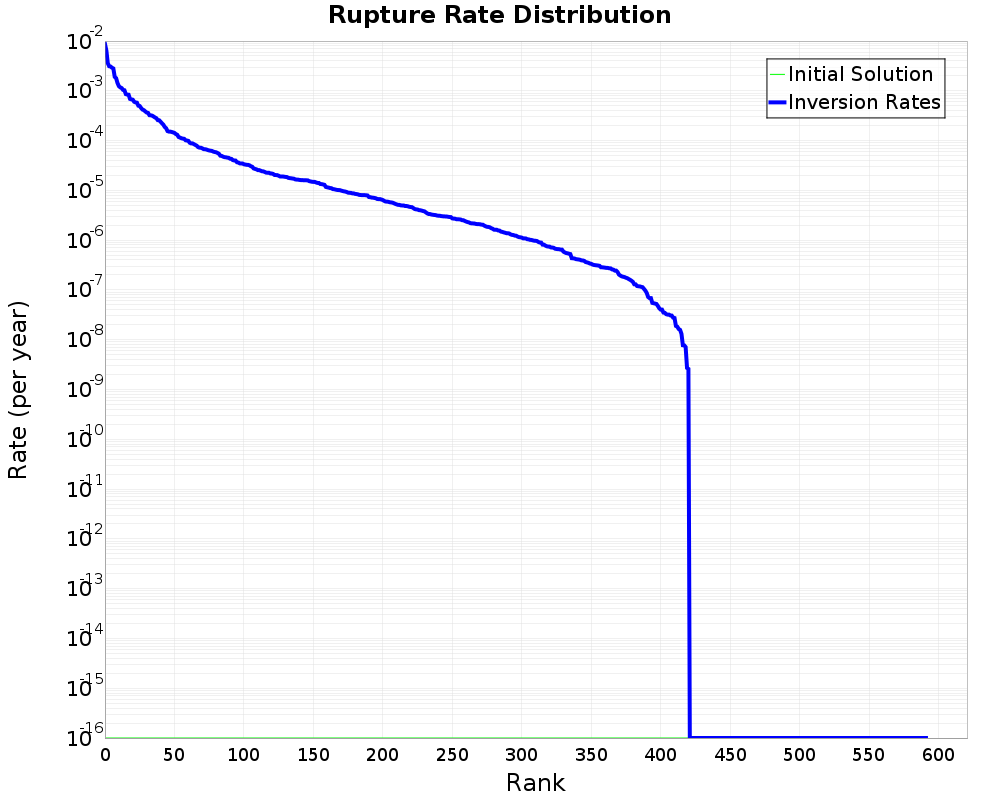 Rupture Rate Distribution
Initial Solution
Inversion Rates
Rate (per year)
10^-2
10^-3
10^-4
10^-5
10^-6
10^-7
10^-8
10^-9
10^-10
10^-11
10^-12
10^-13
10^-14
10^-15
10^-16
0 50 100 150 200 250 300 350 400 450 500 550 600
Rank